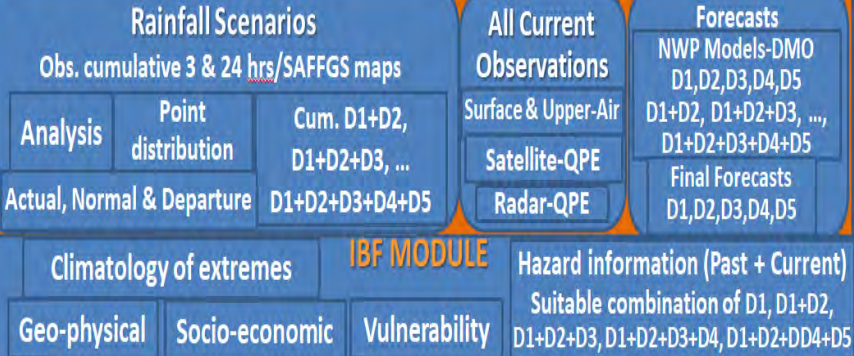 Rainfall Scenarios
Obs. cumulative 3 & 24 hrs/SAFFGS maps
Analysis
Point
distribution
Cum. D1+D2,
D1+D2+D3, ...
D1+D2+D3+D4+D5
Actual, Normal & Departure
All Current
Observations
Surface & Upper-Air
Satellite-QPE
Radar-QPE
Forecasts
NWP Models-DMO
D1,D2,D3,D4,D5
D1+D2, D1+D2+D3, ...,
D1+D2+D3+D4+D5
Final Forecasts
D1,D2,D3,D4,D5
IBF MODULE
Climatology of extremes
Geo-physical
Socio-economic
Vulnerability
Hazard information (Past + Current)
Suitable combination of D1, D1+D2,
D1+D2+D3, D1+D2+D3+D4, D1+D2+DD4+D5